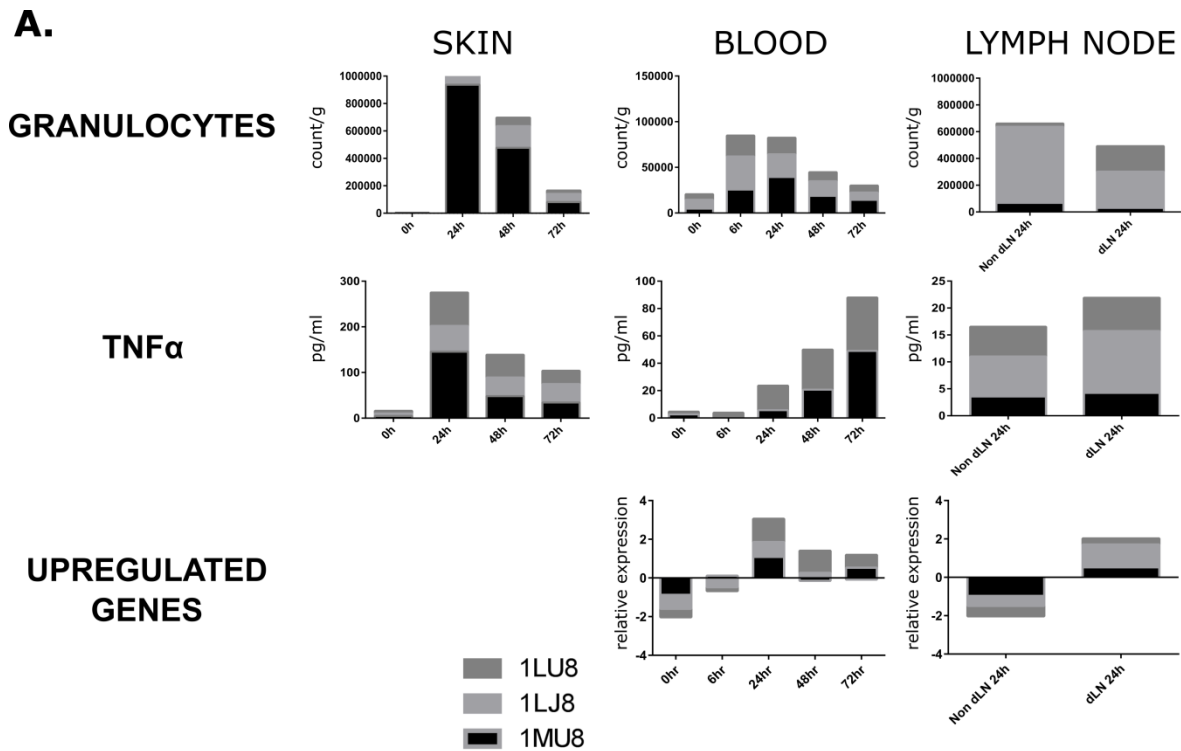 A.
SKIN BLOOD LYMPH NODE
GRANULOCYTES
count/g
1000000
800000
600000
400000
200000
0
0h 24h 48h 72h
count/g
150000
100000
50000
0
0h 6h 24h 48h 72h
count/g
1000000
800000
600000
400000
200000
0
Non dLN 24h dLN 24h
TNFα
pg/ml
300
200
100
0
0h 24h 48h 72h
pg/ml
100
80
60
40
20
0
0h 6h 24h 48h 72h
pg/ml
25
20
15
10
5
0
Non dLN 24h dLN 24h
UPREGULATED
GENES
relative expression
4
2
0
-2
-4
0hr 6hr 24hr 48hr 72hr
relative expression
4
2
0
-2
-4
Non dLN 24h dLN 24h
1LU8
1LJ8
1MU8